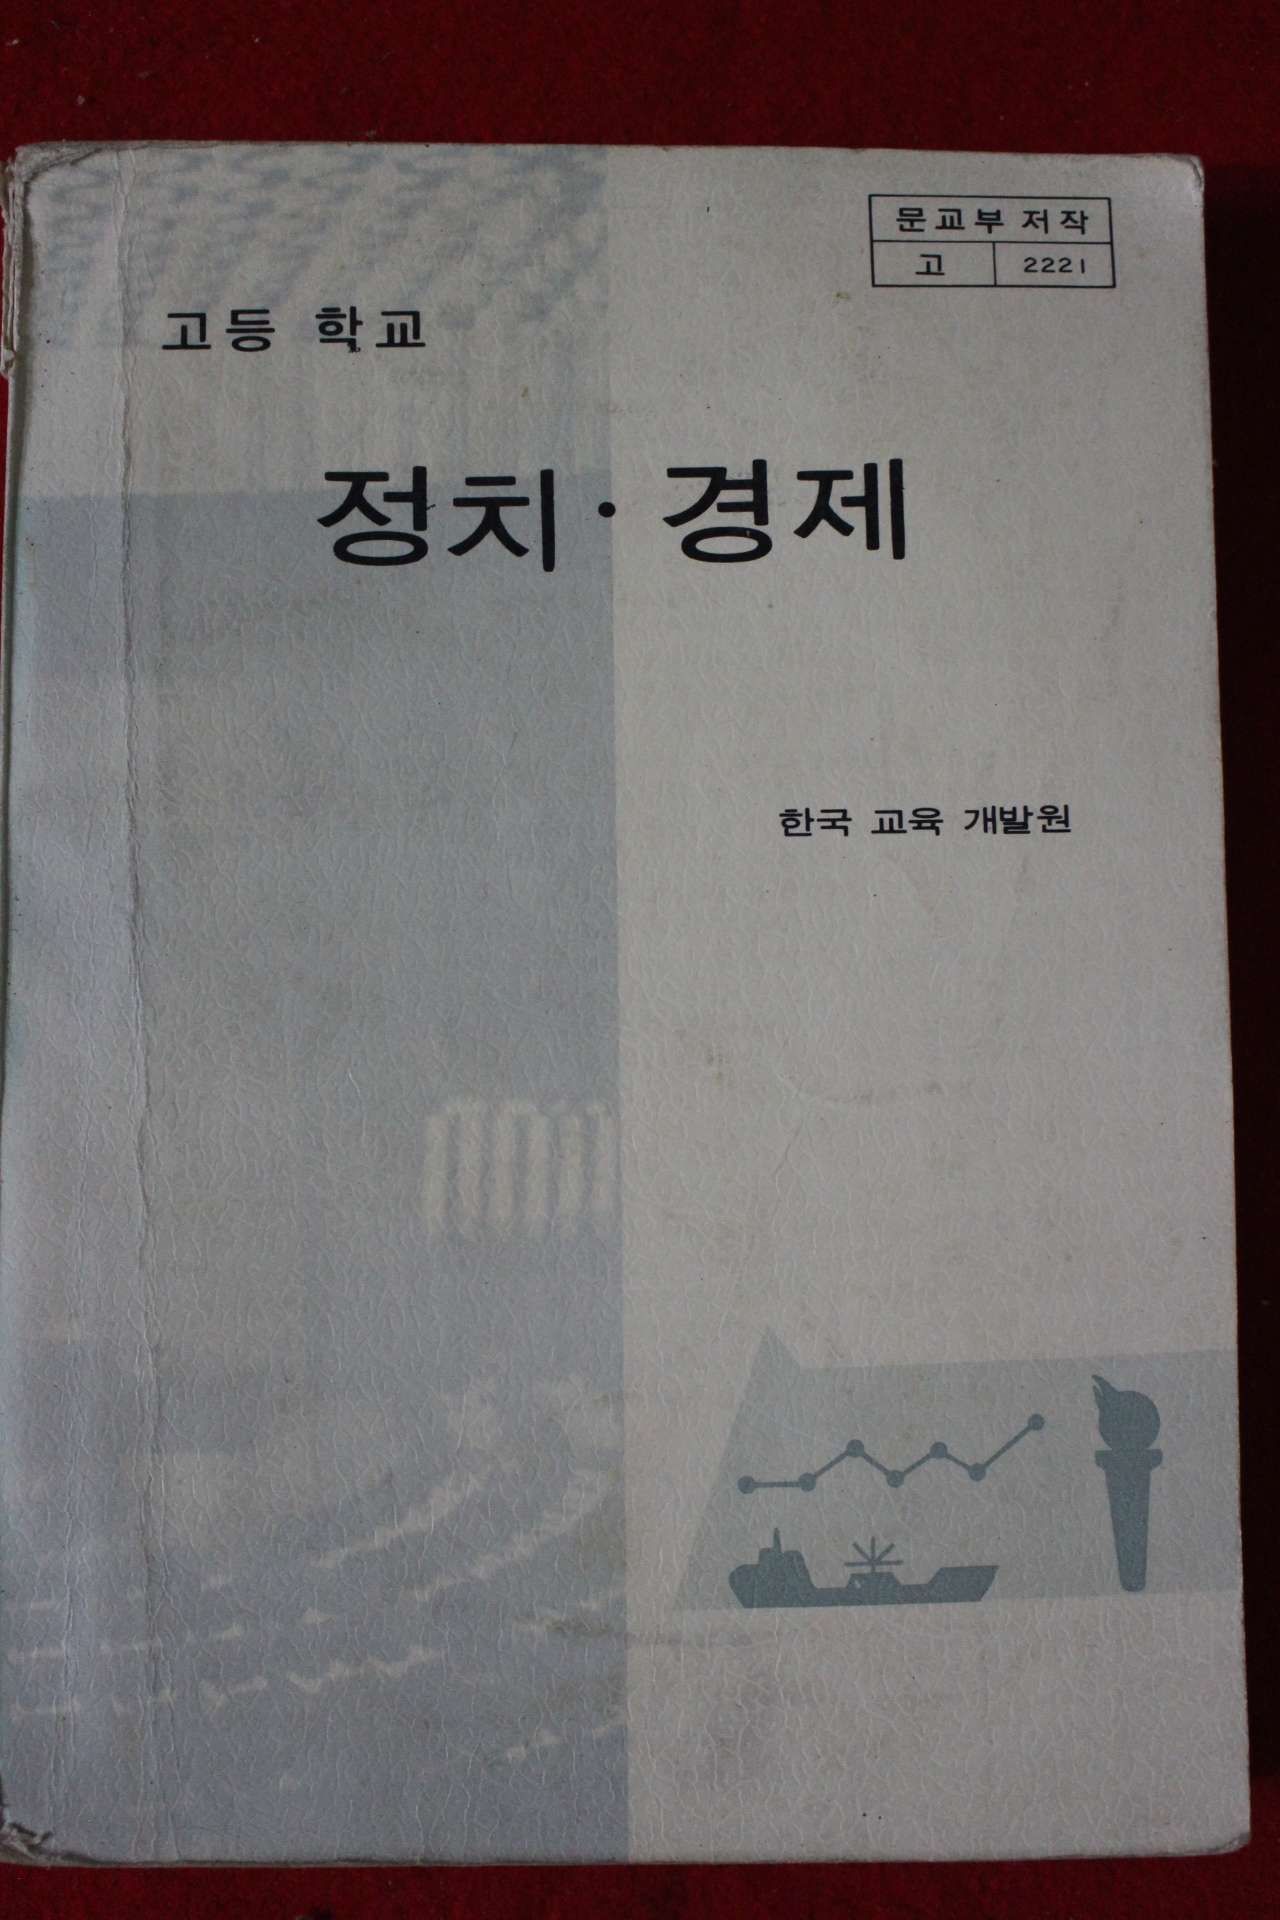 문교부 저작
고 2221
고등 학교
정치·경제
한국 교육 개발원